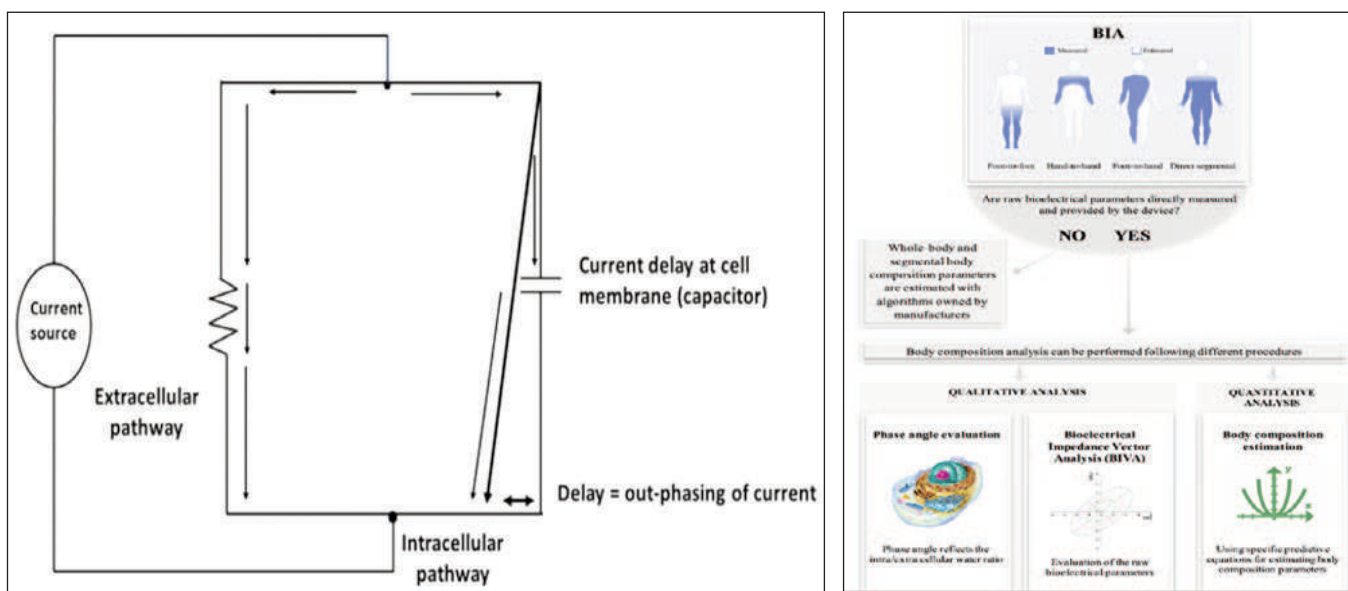 Current
source
Extracellular
pathway
Current delay at cell
membrane (capacitor)
Delay = out-phasing of current
Intracellular
pathway
BIA
Measured
Estimated
Foot-to-foot
Hand-to-hand
Foot-to-hand
Direct segmental
Are raw bioelectrical parameters directly measured
and provided by the device?
NO YES
Whole-body and
segmental body
composition parameters
are estimated with
algorithms owned by
manufacturers
Body composition analysis can be performed following different procedures
QUALITATIVE ANALYSIS
QUANTITATIVE
ANALYSIS
Phase angle evaluation
Phase angle reflects the
intra/extra cellular water ratio
Bioelectrical
Impedance Vector
Analysis (BIVA)
Evaluation of the raw
bioelectrical parameters
Body composition
estimation
y
x
Using specific predictive
equations for estimating body
composition parameters